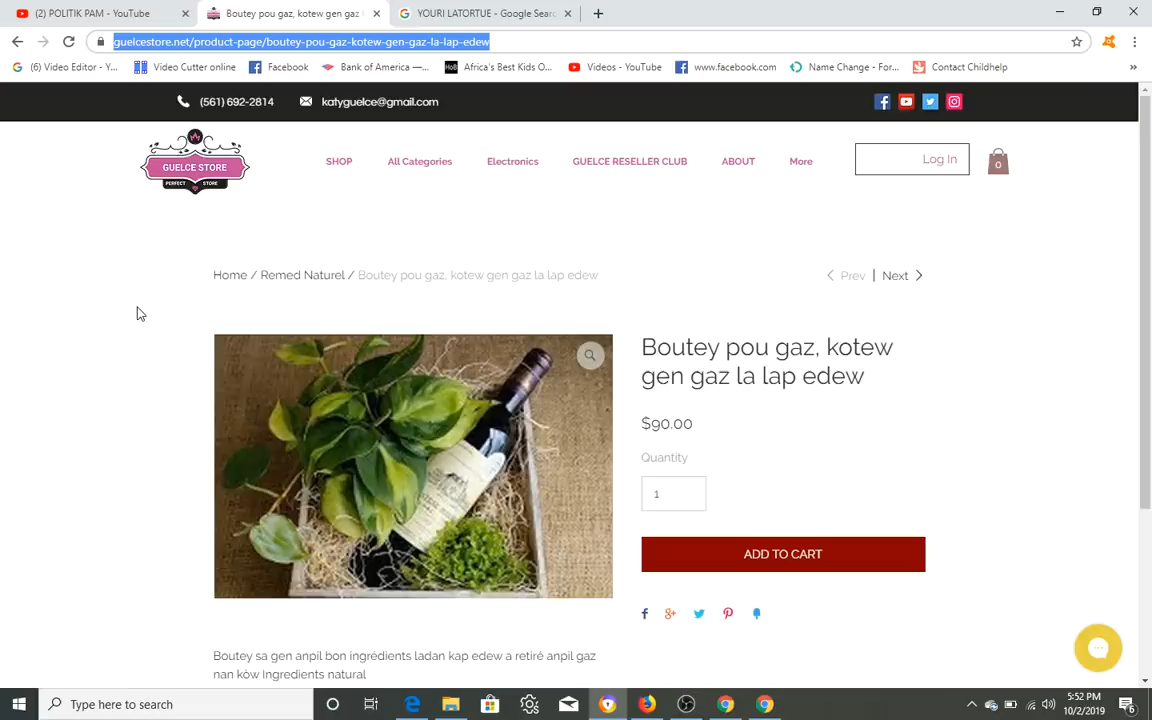 (2) POLITIK PAM - YouTube
Boutey pou gaz, kotew gen gaz l
YOURI LATORTUE - Google Sear
guelcestore.net/product-page/boutey-pou-gaz-kotew-gen-gaz-la-lap-edew
(6) Video Editor - Y...
Video Cutter online
Facebook
Bank of America —...
Africa's Best Kids O...
Videos - YouTube
www.facebook.com
Name Change - For...
Contact Childhelp
(561) 692-2814
katyguelce@gmail.com
GUELCE STORE
PERFECT STORE
SHOP
All Categories
Electronics
GUELCE RESELLER CLUB
ABOUT
More
Log In
0
Home / Remed Naturel / Boutey pou gaz, kotew gen gaz la lap edew
Prev | Next
Boutey pou gaz, kotew
gen gaz la lap edew
$90.00
Quantity
1
ADD TO CART
Boutey sa gen anpil bon ingrédients ladan kap edew a retiré anpil gaz
nan kòw Ingredients natural
Type here to search
5:52 PM
10/2/2019
6